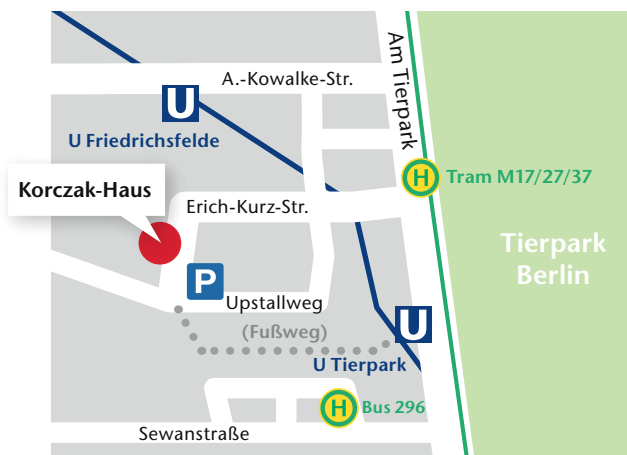 A.-Kowalke-Str.
Am Tierpark
U
U Friedrichsfelde
H Tram M17/27/37
Korczak-Haus
Erich-Kurz-Str.
Tierpark
Berlin
P
Upstallweg
(Fußweg)
U
U Tierpark
H Bus 296
Sewanstraße